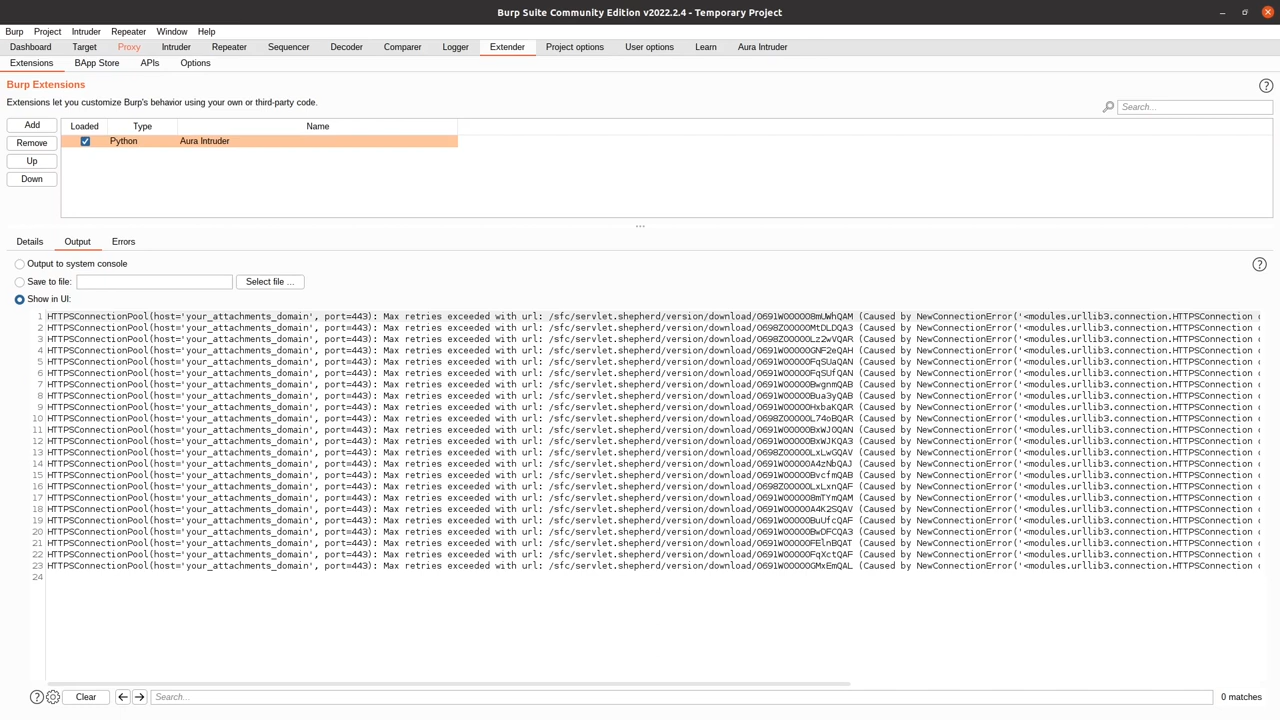 Burp Suite Community Edition v2022.2.4 - Temporary Project
Burp Project Intruder Repeater Window Help
Dashboard Target Proxy Intruder Repeater Sequencer Decoder Comparer Logger Extender Project options User options Learn Aura Intruder
Extensions BApp Store APIs Options
Burp Extensions
Extensions let you customize Burp's behavior using your own or third-party code.
Search...
Add
Remove
Up
Down
Loaded Type Name
Python Aura Intruder
Details Output Errors
Output to system console
Save to file: Select file ...
Show in UI:
1 HTTPSConnectionPool(host='your_attachments_domain', port=443): Max retries exceeded with url: /sfc/servlet.shepherd/version/download/0691W000008mUWhQAM (Caused by NewConnectionError('<modules.urllib3.connection.HTTPSConnection
2 HTTPSConnectionPool(host='your_attachments_domain', port=443): Max retries exceeded with url: /sfc/servlet.shepherd/version/download/0698Z00000MtDLDQA3 (Caused by NewConnectionError('<modules.urllib3.connection.HTTPSConnection
3 HTTPSConnectionPool(host='your_attachments_domain', port=443): Max retries exceeded with url: /sfc/servlet.shepherd/version/download/0698Z00000Lz2wVQAR (Caused by NewConnectionError('<modules.urllib3.connection.HTTPSConnection
4 HTTPSConnectionPool(host='your_attachments_domain', port=443): Max retries exceeded with url: /sfc/servlet.shepherd/version/download/0691W00000GNF2eQAH (Caused by NewConnectionError('<modules.urllib3.connection.HTTPSConnection
5 HTTPSConnectionPool(host='your_attachments_domain', port=443): Max retries exceeded with url: /sfc/servlet.shepherd/version/download/0691W00000FqSUaQAN (Caused by NewConnectionError('<modules.urllib3.connection.HTTPSConnection
6 HTTPSConnectionPool(host='your_attachments_domain', port=443): Max retries exceeded with url: /sfc/servlet.shepherd/version/download/0691W00000FqSUfQAN (Caused by NewConnectionError('<modules.urllib3.connection.HTTPSConnection
7 HTTPSConnectionPool(host='your_attachments_domain', port=443): Max retries exceeded with url: /sfc/servlet.shepherd/version/download/0691W00000BwgnmQAB (Caused by NewConnectionError('<modules.urllib3.connection.HTTPSConnection
8 HTTPSConnectionPool(host='your_attachments_domain', port=443): Max retries exceeded with url: /sfc/servlet.shepherd/version/download/0691W00000Bua3yQAB (Caused by NewConnectionError('<modules.urllib3.connection.HTTPSConnection
9 HTTPSConnectionPool(host='your_attachments_domain', port=443): Max retries exceeded with url: /sfc/servlet.shepherd/version/download/0691W00000HxbaKQAR (Caused by NewConnectionError('<modules.urllib3.connection.HTTPSConnection
10 HTTPSConnectionPool(host='your_attachments_domain', port=443): Max retries exceeded with url: /sfc/servlet.shepherd/version/download/0698Z00000L74oBQAR (Caused by NewConnectionError('<modules.urllib3.connection.HTTPSConnection
11 HTTPSConnectionPool(host='your_attachments_domain', port=443): Max retries exceeded with url: /sfc/servlet.shepherd/version/download/0691W00000BxWJOQAN (Caused by NewConnectionError('<modules.urllib3.connection.HTTPSConnection
12 HTTPSConnectionPool(host='your_attachments_domain', port=443): Max retries exceeded with url: /sfc/servlet.shepherd/version/download/0691W00000BxWJKQA3 (Caused by NewConnectionError('<modules.urllib3.connection.HTTPSConnection
13 HTTPSConnectionPool(host='your_attachments_domain', port=443): Max retries exceeded with url: /sfc/servlet.shepherd/version/download/0698Z00000LxLwGQAV (Caused by NewConnectionError('<modules.urllib3.connection.HTTPSConnection
14 HTTPSConnectionPool(host='your_attachments_domain', port=443): Max retries exceeded with url: /sfc/servlet.shepherd/version/download/0691W00000A4zNbQAJ (Caused by NewConnectionError('<modules.urllib3.connection.HTTPSConnection
15 HTTPSConnectionPool(host='your_attachments_domain', port=443): Max retries exceeded with url: /sfc/servlet.shepherd/version/download/0691W00000BvcfmQAB (Caused by NewConnectionError('<modules.urllib3.connection.HTTPSConnection
16 HTTPSConnectionPool(host='your_attachments_domain', port=443): Max retries exceeded with url: /sfc/servlet.shepherd/version/download/0698Z00000LxLxnQAF (Caused by NewConnectionError('<modules.urllib3.connection.HTTPSConnection
17 HTTPSConnectionPool(host='your_attachments_domain', port=443): Max retries exceeded with url: /sfc/servlet.shepherd/version/download/0691W000008mTYmQAM (Caused by NewConnectionError('<modules.urllib3.connection.HTTPSConnection
18 HTTPSConnectionPool(host='your_attachments_domain', port=443): Max retries exceeded with url: /sfc/servlet.shepherd/version/download/0691W00000A4K2SQAV (Caused by NewConnectionError('<modules.urllib3.connection.HTTPSConnection
19 HTTPSConnectionPool(host='your_attachments_domain', port=443): Max retries exceeded with url: /sfc/servlet.shepherd/version/download/0691W00000BuUfcQAF (Caused by NewConnectionError('<modules.urllib3.connection.HTTPSConnection
20 HTTPSConnectionPool(host='your_attachments_domain', port=443): Max retries exceeded with url: /sfc/servlet.shepherd/version/download/0691W00000BwDFCQA3 (Caused by NewConnectionError('<modules.urllib3.connection.HTTPSConnection
21 HTTPSConnectionPool(host='your_attachments_domain', port=443): Max retries exceeded with url: /sfc/servlet.shepherd/version/download/0691W00000FElnBQAT (Caused by NewConnectionError('<modules.urllib3.connection.HTTPSConnection
22 HTTPSConnectionPool(host='your_attachments_domain', port=443): Max retries exceeded with url: /sfc/servlet.shepherd/version/download/0691W00000FqXctQAF (Caused by NewConnectionError('<modules.urllib3.connection.HTTPSConnection
23 HTTPSConnectionPool(host='your_attachments_domain', port=443): Max retries exceeded with url: /sfc/servlet.shepherd/version/download/0691W00000GMxEmQAL (Caused by NewConnectionError('<modules.urllib3.connection.HTTPSConnection
24
Clear Search... 0 matches